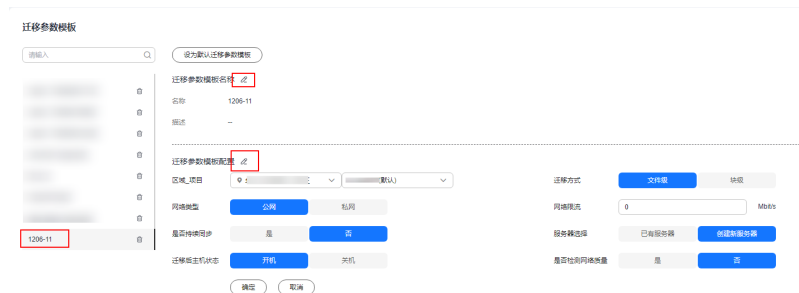 迁移参数模板
请输入
设为默认迁移参数模板
迁移参数模板名称
名称 1206-11
描述 --
迁移参数模板配置
区域_项目 (默认)
迁移方式 文件级 块级
网络类型 公网 私网
网络限流 0 Mbit/s
是否持续同步 是 否
服务器选择 已有服务器 创建新服务器
1206-11
迁移后主机状态 开机 关机
是否检测网络质量 是 否
确定 取消